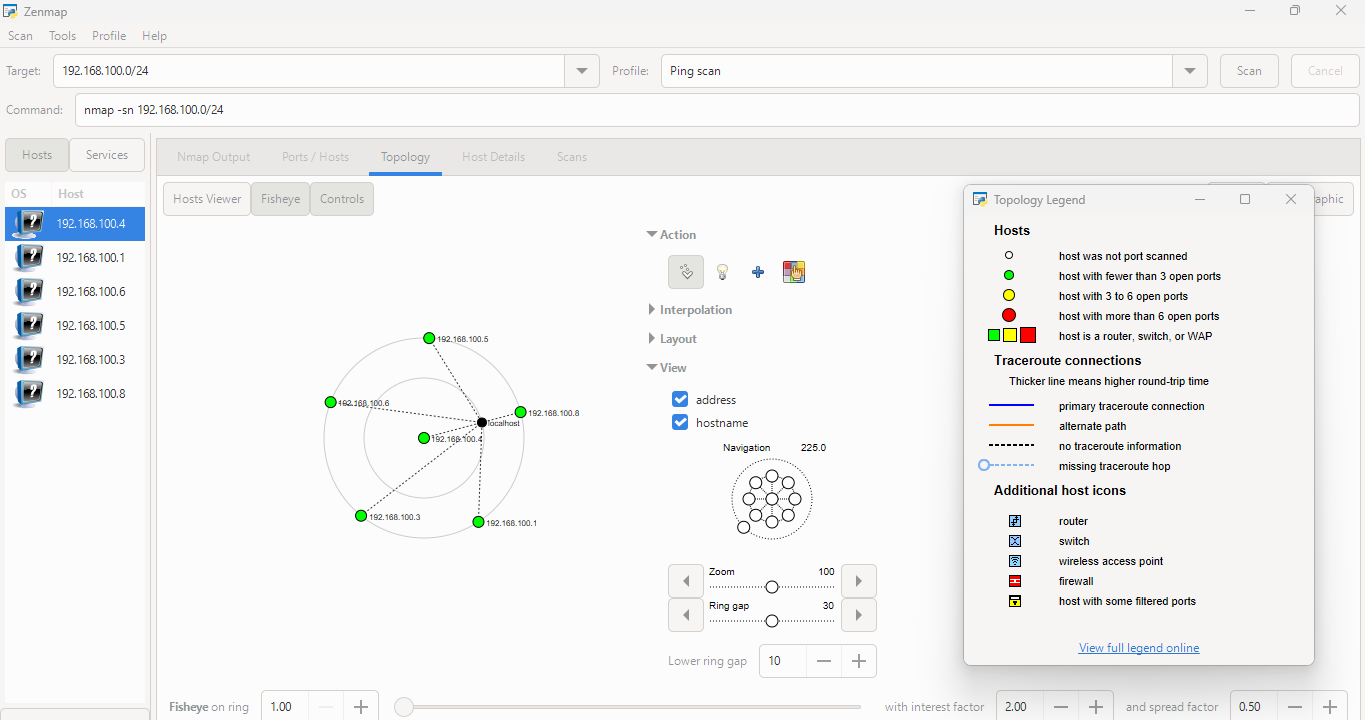 Zenmap
Scan Tools Profile Help
Target: 192.168.100.0/24 Profile: Ping scan Scan Cancel
Command: nmap -sn 192.168.100.0/24
Hosts Services
Nmap Output Ports / Hosts Topology Host Details Scans
OS Host
192.168.100.4
192.168.100.1
192.168.100.6
192.168.100.5
192.168.100.3
192.168.100.8
Hosts Viewer Fisheye Controls
192.168.100.5
192.168.100.6
192.168.100.8
localhost
192.168.100.4
192.168.100.3
192.168.100.1
Action
Interpolation
Layout
View
address
hostname
Navigation 225.0
Zoom 100
Ring gap 30
Lower ring gap 10
Fisheye on ring 1.00 with interest factor 2.00 and spread factor 0.50
aphic
Topology Legend
Hosts
host was not port scanned
host with fewer than 3 open ports
host with 3 to 6 open ports
host with more than 6 open ports
host is a router, switch, or WAP
Traceroute connections
Thicker line means higher round-trip time
primary traceroute connection
alternate path
no traceroute information
missing traceroute hop
Additional host icons
router
switch
wireless access point
firewall
host with some filtered ports
View full legend online